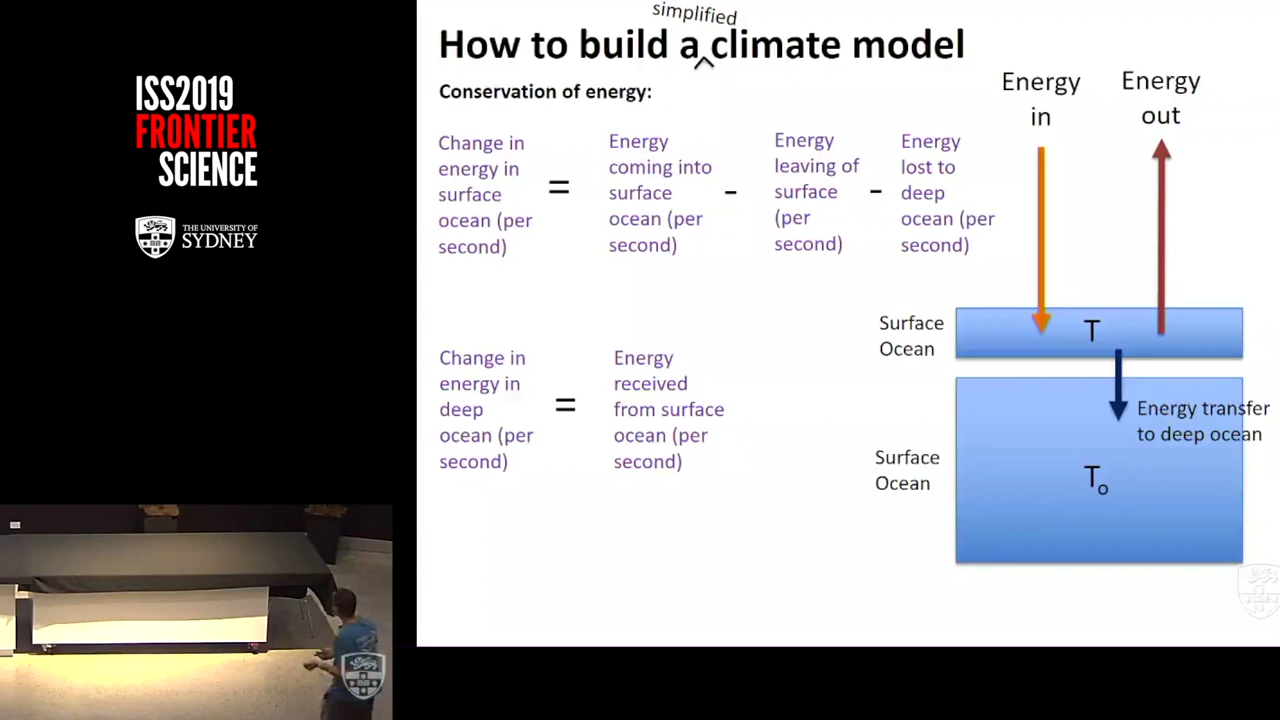 ISS2019
FRONTIER
SCIENCE
THE UNIVERSITY OF
SYDNEY
simplified
How to build a climate model
^
Conservation of energy:
Change in
energy in
surface
ocean (per
second)
=
Energy
coming into
surface
ocean (per
second)
-
Energy
leaving of
surface
(per
second)
-
Energy
lost to
deep
ocean (per
second)
Energy
in
Energy
out
Surface
Ocean
T
Change in
energy in
deep
ocean (per
second)
=
Energy
received
from surface
ocean (per
second)
Energy transfer
to deep ocean
Surface
Ocean
To